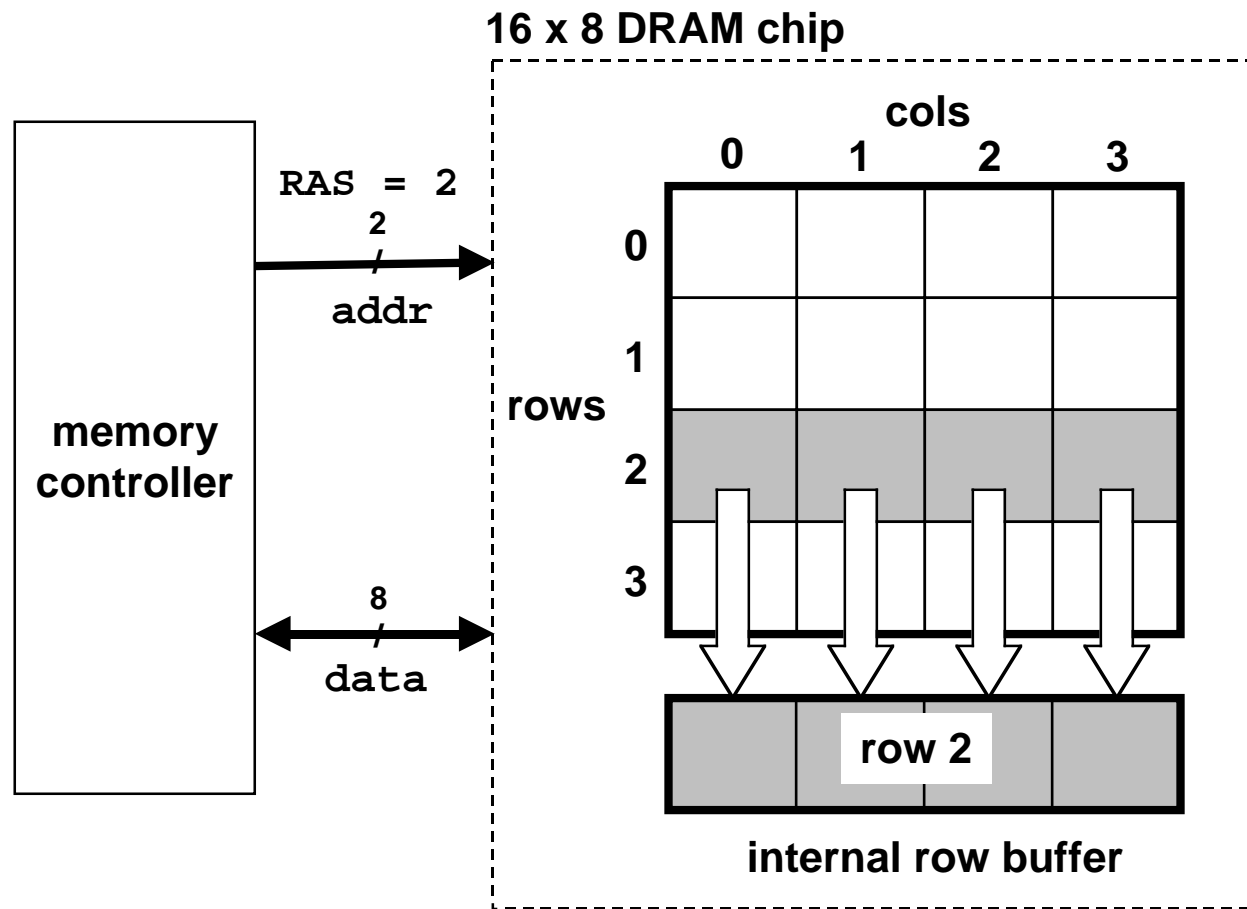 16 x 8 DRAM chip
cols
0 1 2 3
RAS = 2
2
/
addr
0
1
rows
2
3
memory
controller
8
/
data
row 2
internal row buffer